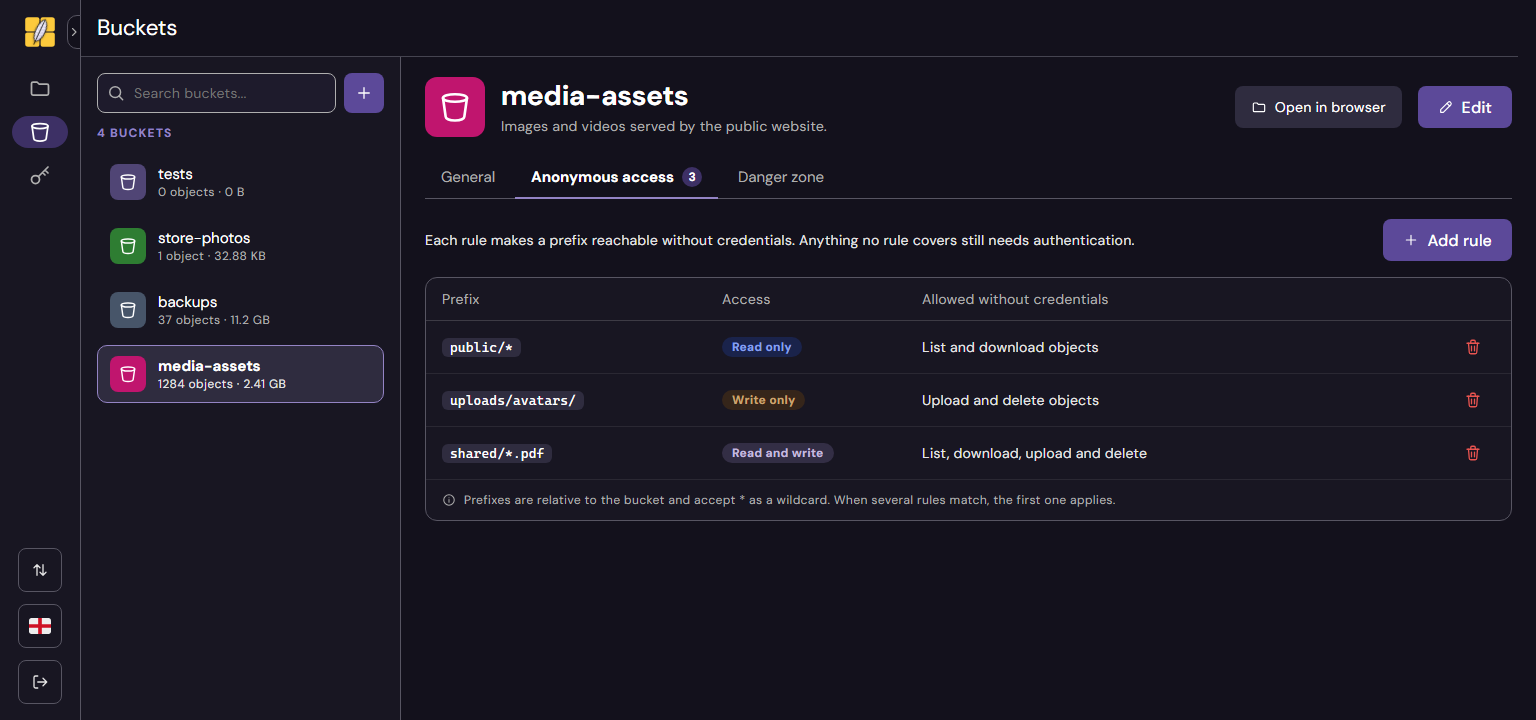 Buckets
Search buckets...
4 BUCKETS
tests
0 objects · 0 B
store-photos
1 object · 32.88 KB
backups
37 objects · 11.2 GB
media-assets
1284 objects · 2.41 GB
media-assets
Images and videos served by the public website.
Open in browser
Edit
General
Anonymous access 3
Danger zone
Each rule makes a prefix reachable without credentials. Anything no rule covers still needs authentication.
+ Add rule
Prefix Access Allowed without credentials
public/* Read only List and download objects
uploads/avatars/ Write only Upload and delete objects
shared/*.pdf Read and write List, download, upload and delete
Prefixes are relative to the bucket and accept * as a wildcard. When several rules match, the first one applies.